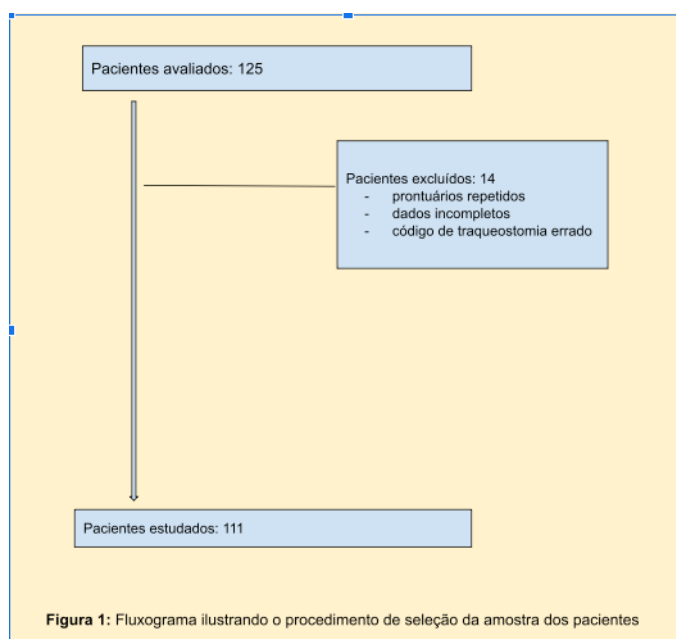 Pacientes avaliados: 125
Pacientes excluídos: 14
- prontuários repetidos
- dados incompletos
- código de traqueostomia errado
Pacientes estudados: 111
Figura 1: Fluxograma ilustrando o procedimento de seleção da amostra dos pacientes